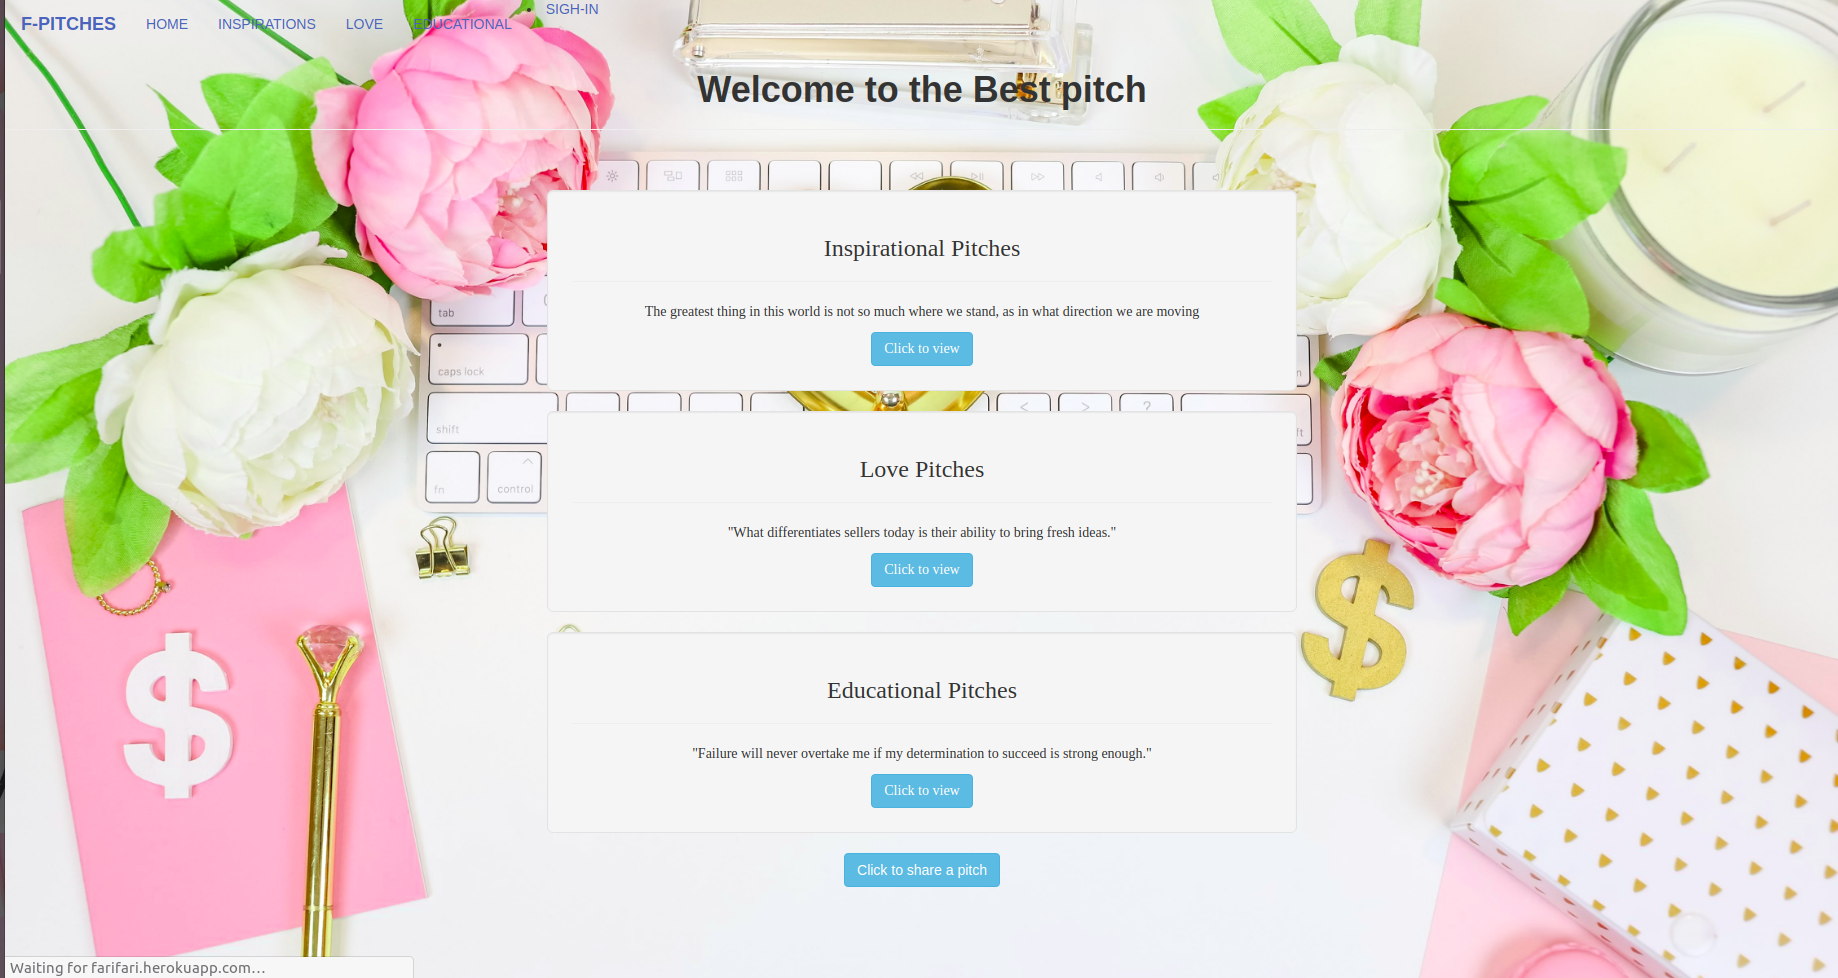 F-PITCHES HOME INSPIRATIONS LOVE EDUCATIONAL SIGH-IN
Welcome to the Best pitch
Inspirational Pitches
The greatest thing in this world is not so much where we stand, as in what direction we are moving
Click to view
tab
caps lock
shift
fn control
Love Pitches
"What differentiates sellers today is their ability to bring fresh ideas."
Click to view
Educational Pitches
"Failure will never overtake me if my determination to succeed is strong enough."
Click to view
Click to share a pitch
$
$
Waiting for farifari.herokuapp.com...